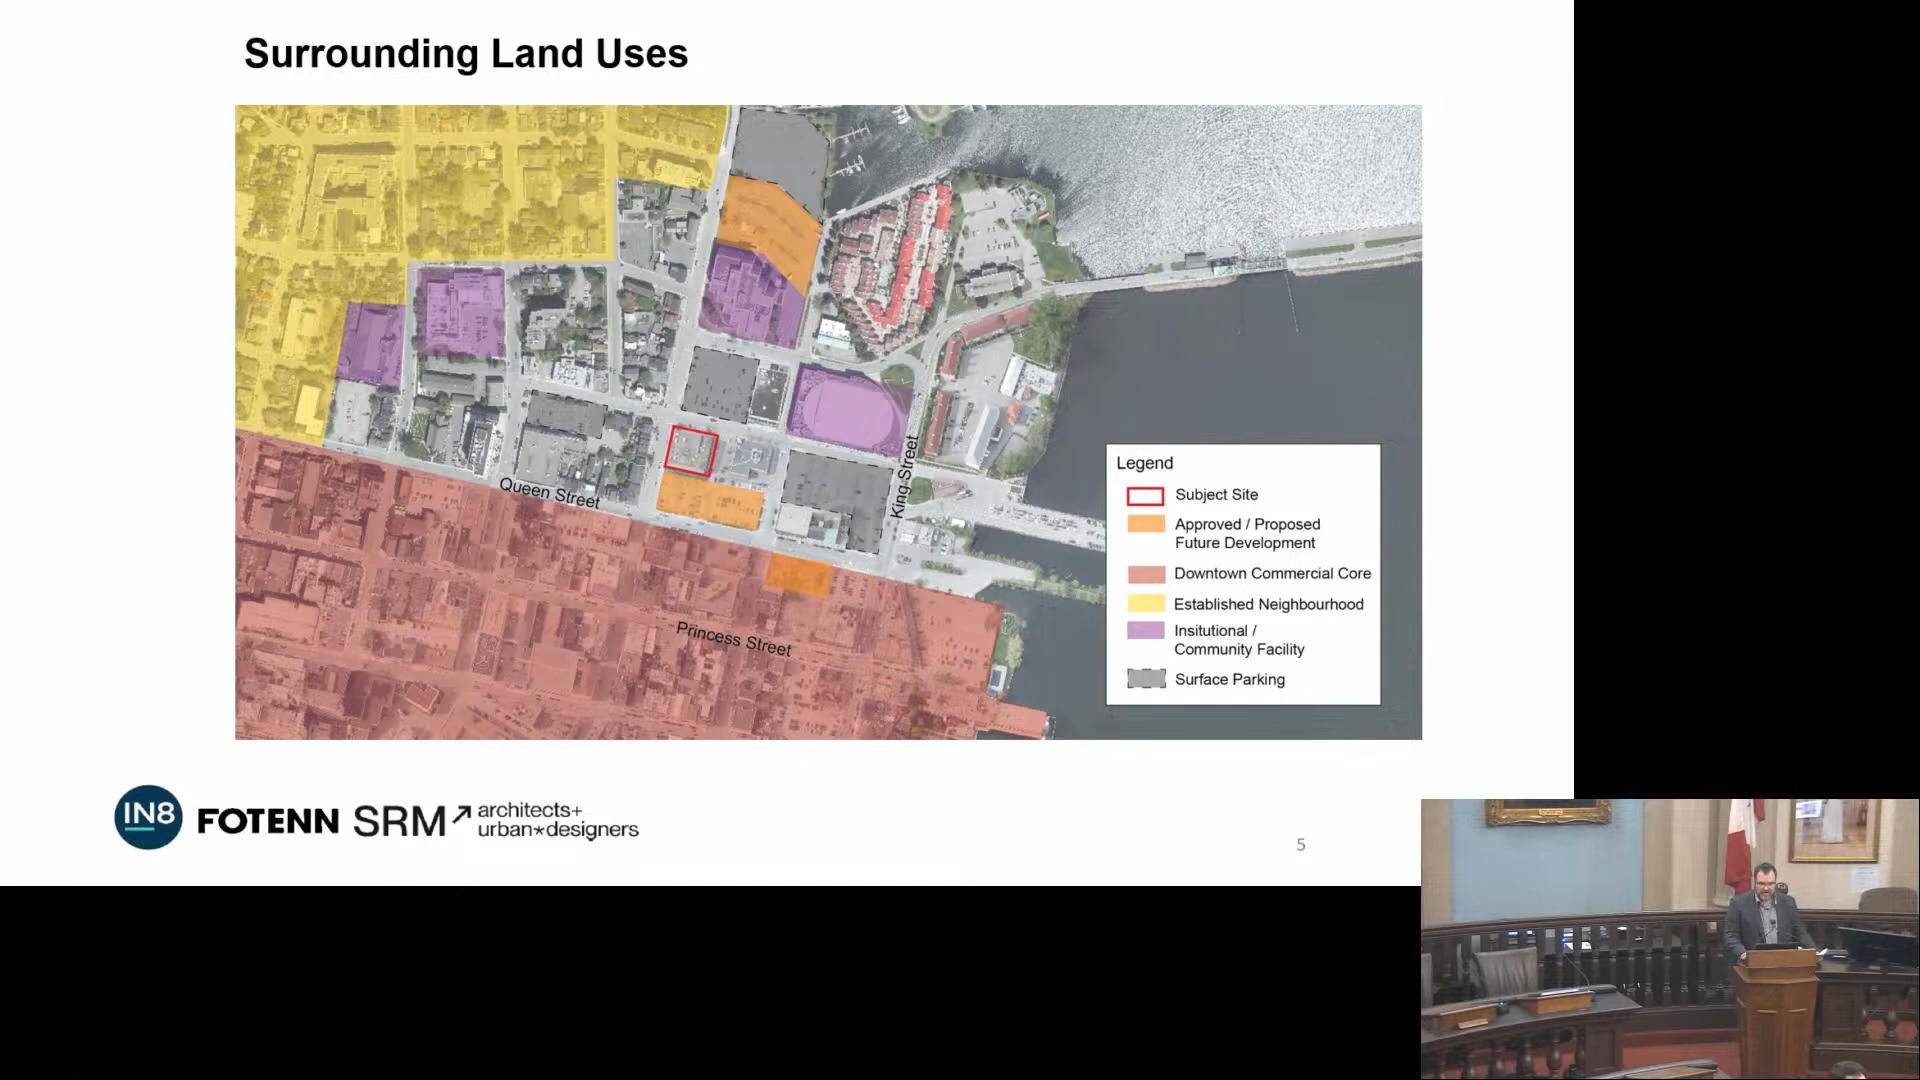 Surrounding Land Uses
Queen Street
King Street
Princess Street
Legend
Subject Site
Approved / Proposed
Future Development
Downtown Commercial Core
Established Neighbourhood
Insitutional /
Community Facility
Surface Parking
IN8
FOTENN
SRM
architects+
urban*designers
5